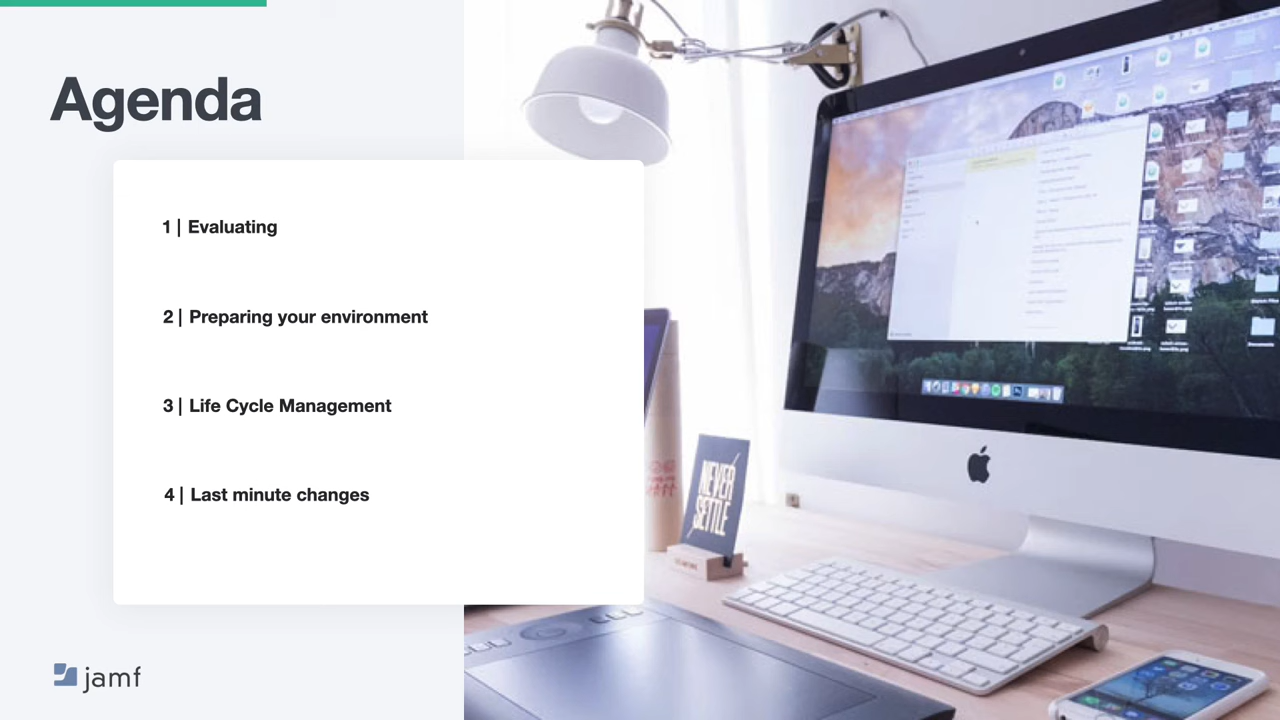 Agenda
1 | Evaluating
2 | Preparing your environment
3 | Life Cycle Management
4 | Last minute changes
NEVER
SETTLE
jamf